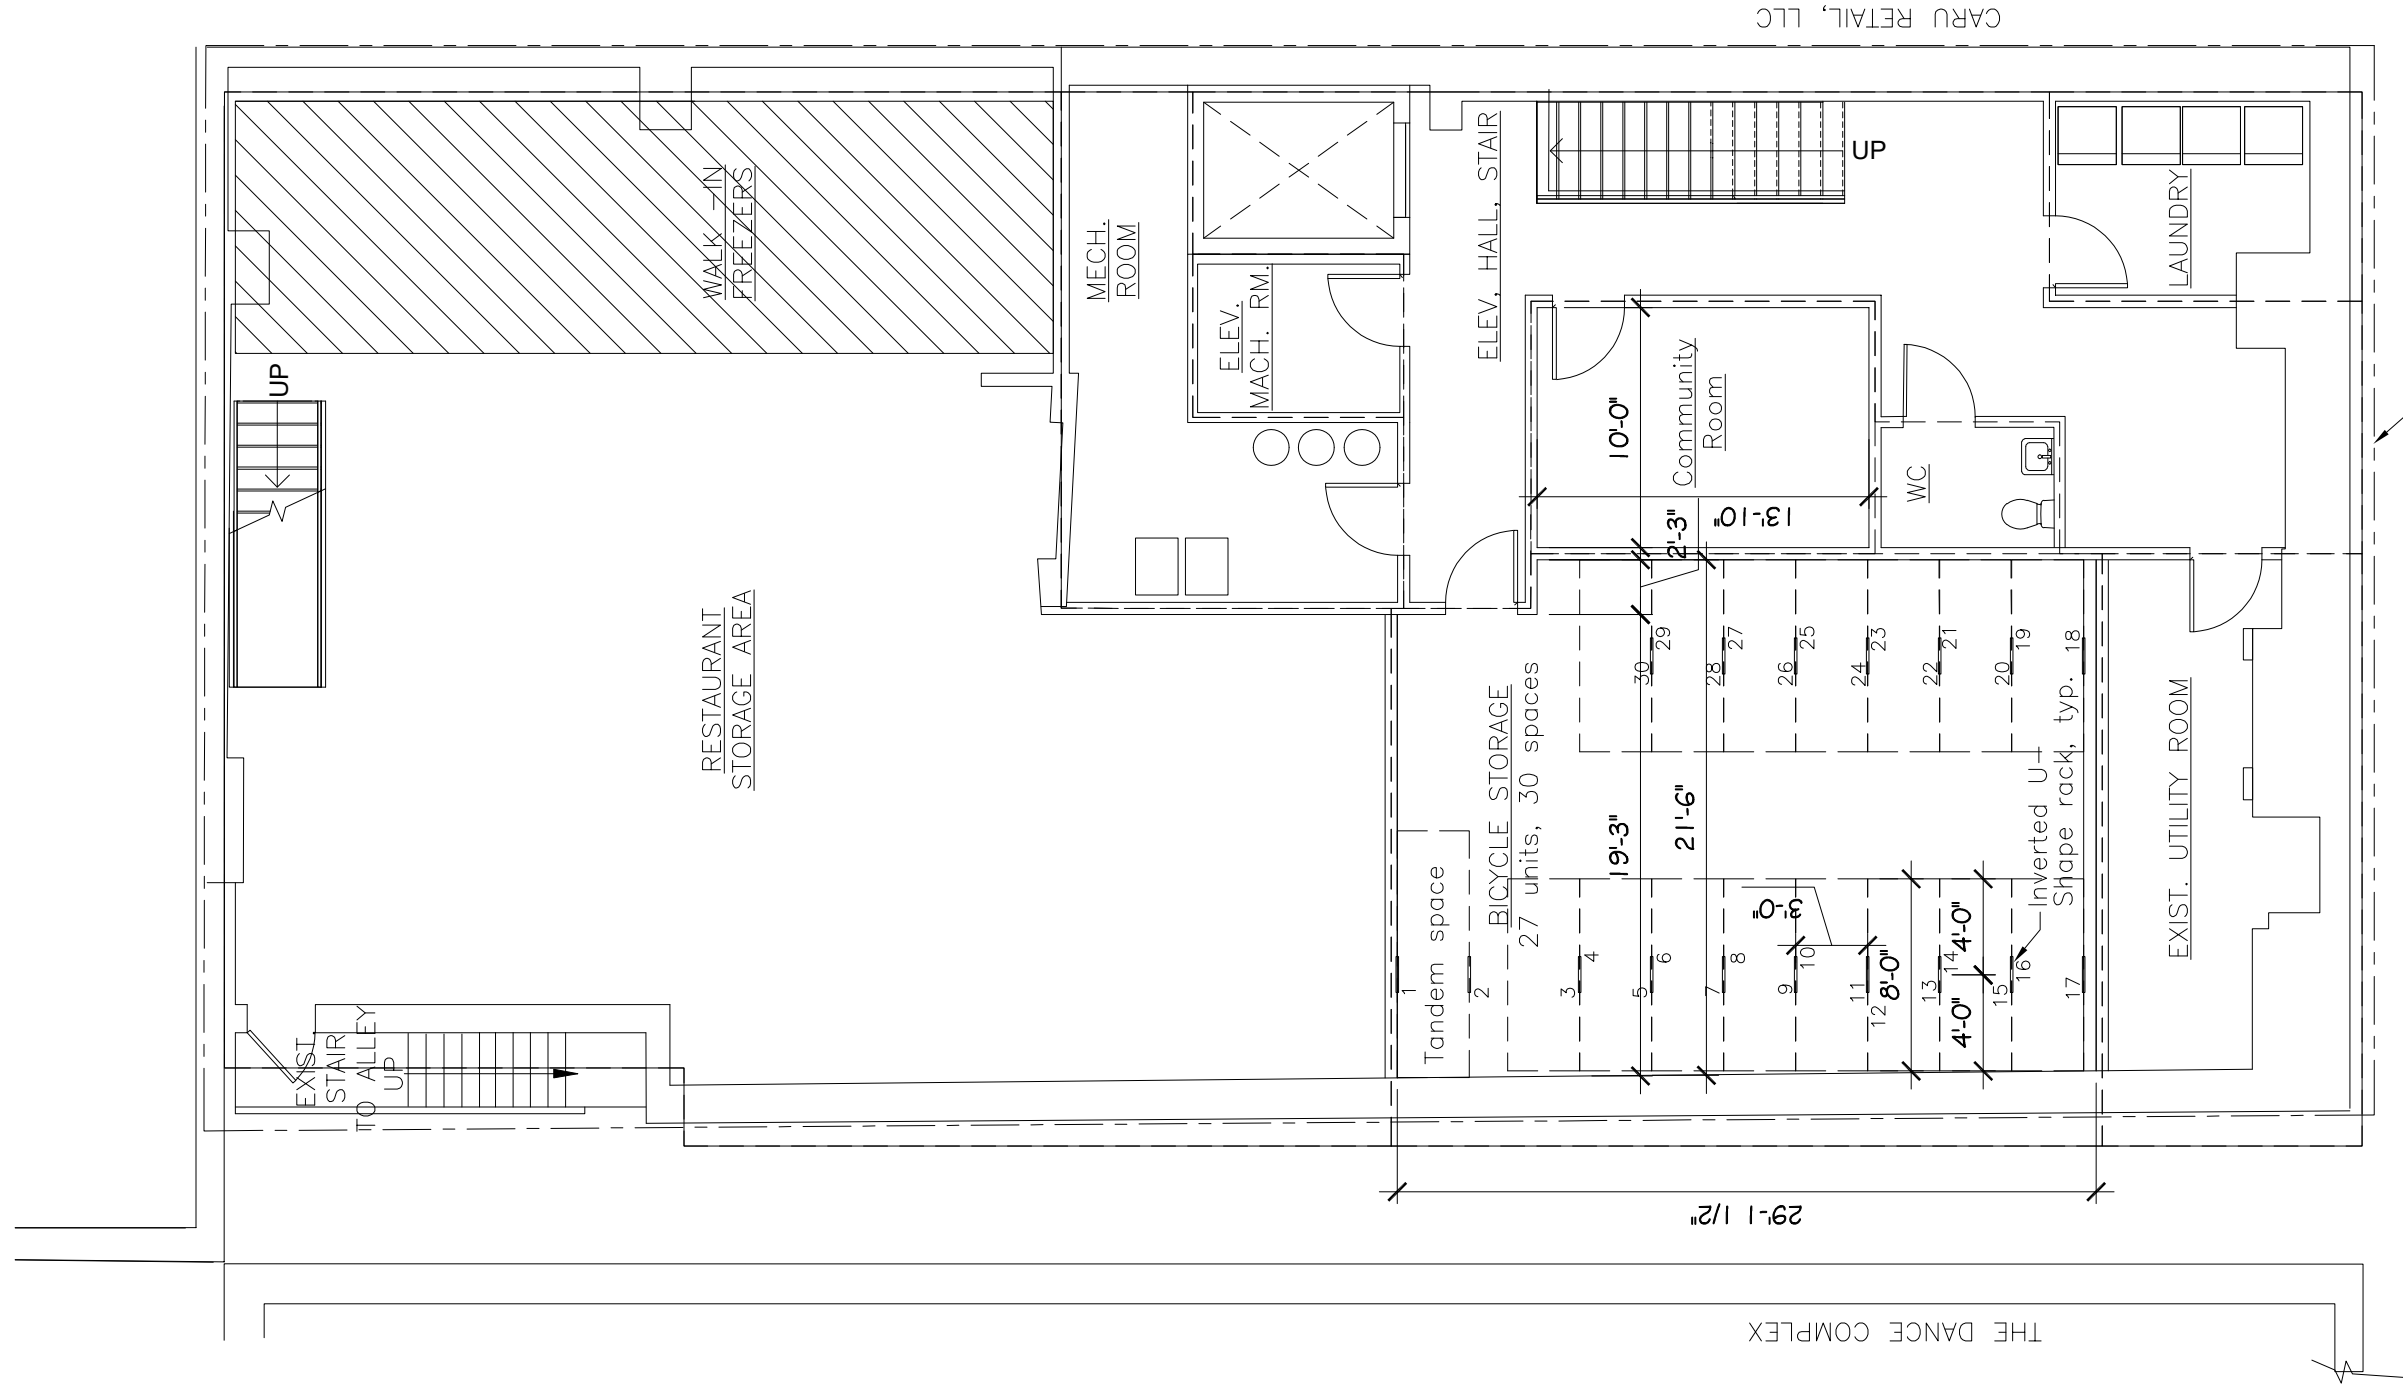 CARU RETAIL, LLC
WALK-IN
FREEZERS
UP
MECH.
ROOM
ELEV.
MACH. RM.
ELEV, HALL, STAIR
UP
LAUNDRY
Community
Room
10'-0"
13'-10"
2'-3"
WC
RESTAURANT
STORAGE AREA
BICYCLE STORAGE
27 units, 30 spaces
30
29
28
27
26
25
24
23
22
21
20
19
18
19'-3"
21'-6"
Inverted U-
Shape rack, typ.
EXIST. UTILITY ROOM
Tandem space
3'-0"
8'-0"
4'-0"
4'-0"
1
2
3
4
5
6
7
8
9
10
11
12
13
14
15
16
17
EXIST
STAIR
TO ALLEY
UP
29'-1 1/2"
THE DANCE COMPLEX